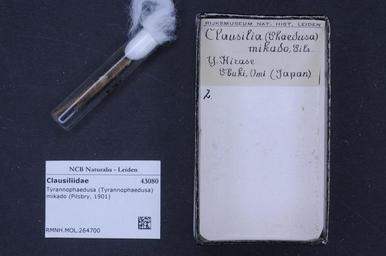 RIJKSMUSEUM NAT. HIST. LEIDEN
Clausilia (Phaedusa)
mikado, Pils.
Y. Hirase
Ibuki, Omi (Japan)
2
NCB Naturalis - Leiden
Clausiliidae 43080
Tyrannophaedusa (Tyrannophaedusa)
mikado (Pilsbry, 1901)
RMNH.MOL.264700